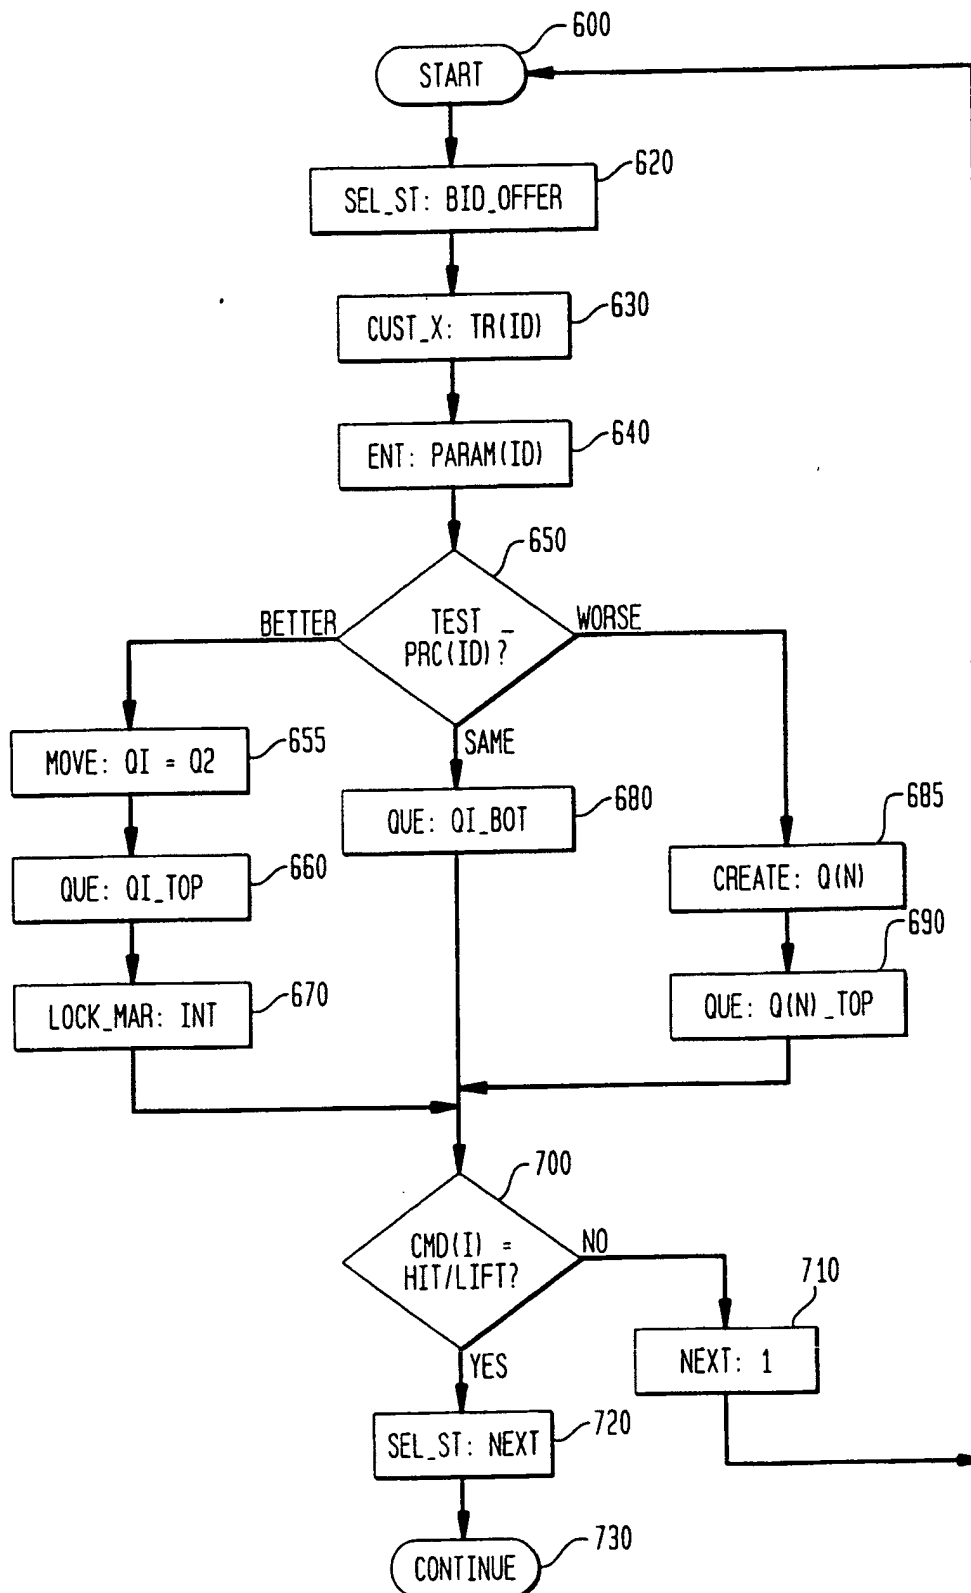 600
START
620
SEL_ST: BID_OFFER
630
CUST_X: TR(ID)
640
ENT: PARAM(ID)
650
TEST_
PRC(ID)?
BETTER
WORSE
SAME
655
MOVE: QI = Q2
680
QUE: QI_BOT
685
CREATE: Q(N)
660
QUE: QI_TOP
690
QUE: Q(N)_TOP
670
LOCK_MAR: INT
700
CMD(I) =
HIT/LIFT?
NO
YES
710
NEXT: 1
720
SEL_ST: NEXT
730
CONTINUE